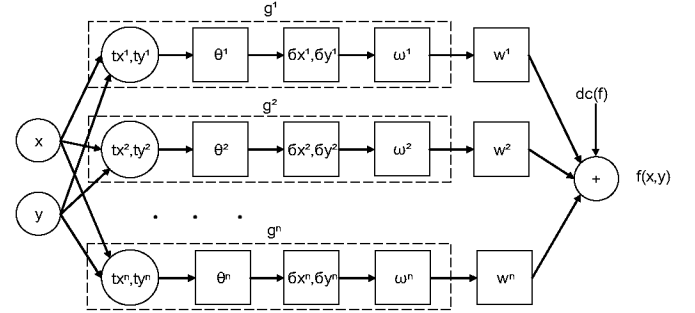 g¹
tx¹,ty¹ θ¹ бx¹,бy¹ ω¹ w¹
dc(f)
g²
x
tx²,ty² θ² бx²,бy² ω² w²
+ f(x,y)
y
. . .
gⁿ
txⁿ,tyⁿ θⁿ бxⁿ,бyⁿ ωⁿ wⁿ